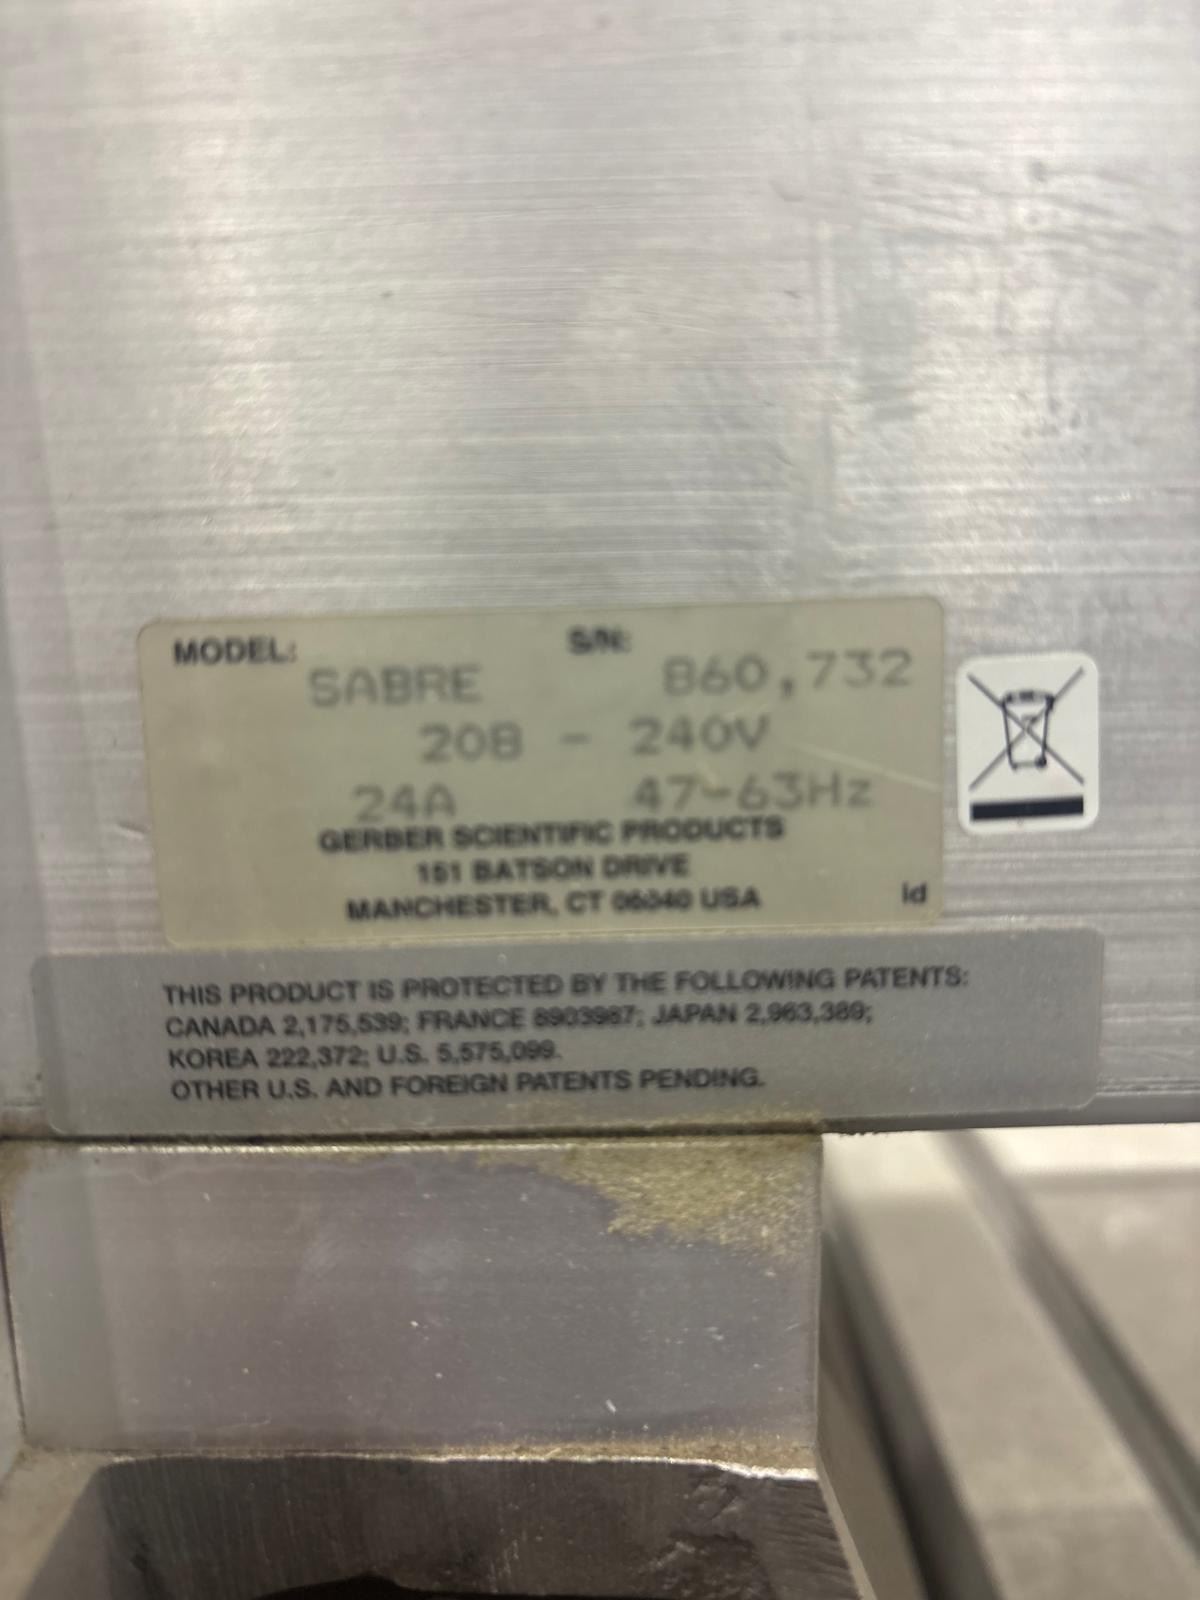 MODEL: S/N:
SABRE 860,732
208 - 240V
24A 47-63Hz
GERBER SCIENTIFIC PRODUCTS
151 BATSON DRIVE
MANCHESTER, CT 06040 USA
id
THIS PRODUCT IS PROTECTED BY THE FOLLOWING PATENTS:
CANADA 2,175,539; FRANCE 8903987; JAPAN 2,963,389;
KOREA 222,372; U.S. 5,575,099.
OTHER U.S. AND FOREIGN PATENTS PENDING.